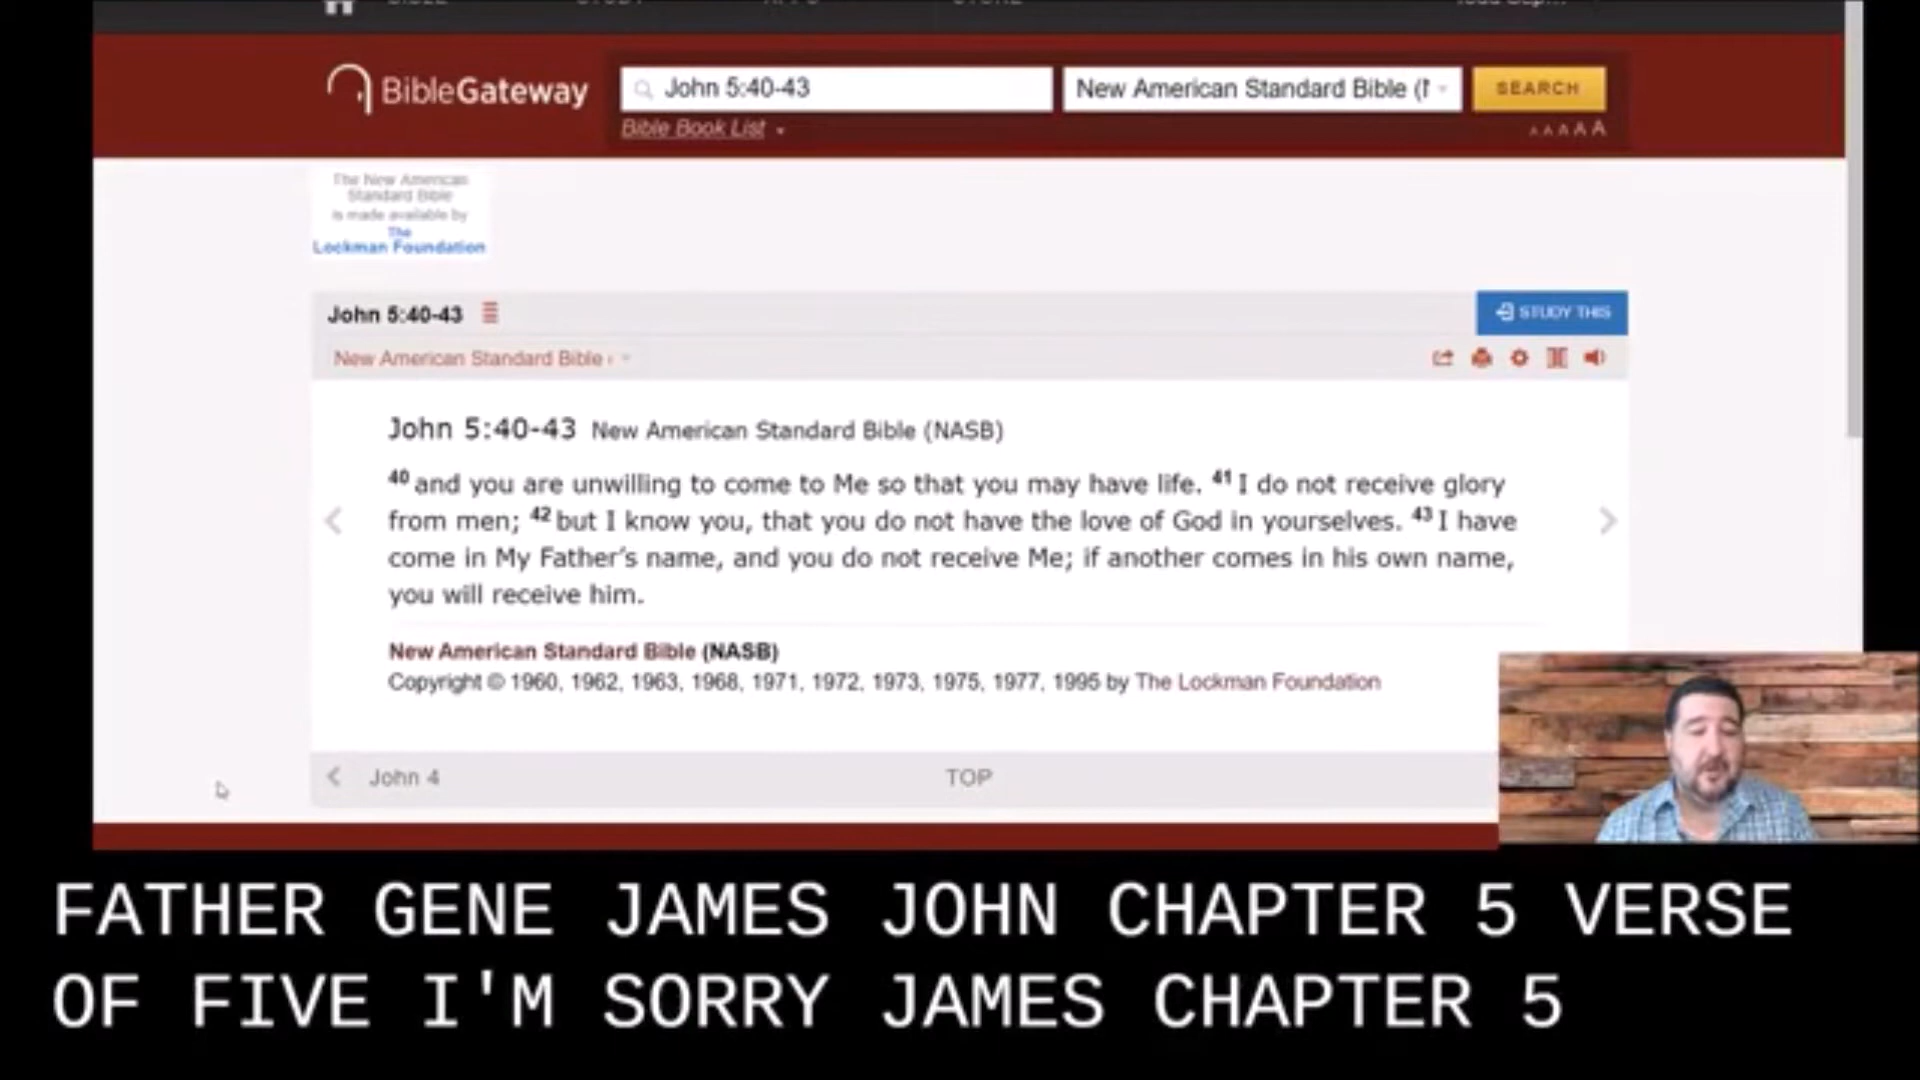 BibleGateway
John 5:40-43
New American Standard Bible (
SEARCH
Bible Book List
A A A A A
The New American
Standard Bible
is made available by
The
Lockman Foundation
John 5:40-43
STUDY THIS
New American Standard Bible
John 5:40-43 New American Standard Bible (NASB)
40 and you are unwilling to come to Me so that you may have life. 41 I do not receive glory
from men; 42 but I know you, that you do not have the love of God in yourselves. 43 I have
come in My Father's name, and you do not receive Me; if another comes in his own name,
you will receive him.
New American Standard Bible (NASB)
Copyright © 1960, 1962, 1963, 1968, 1971, 1972, 1973, 1975, 1977, 1995 by The Lockman Foundation
John 4
TOP
FATHER GENE JAMES JOHN CHAPTER 5 VERSE
OF FIVE I'M SORRY JAMES CHAPTER 5